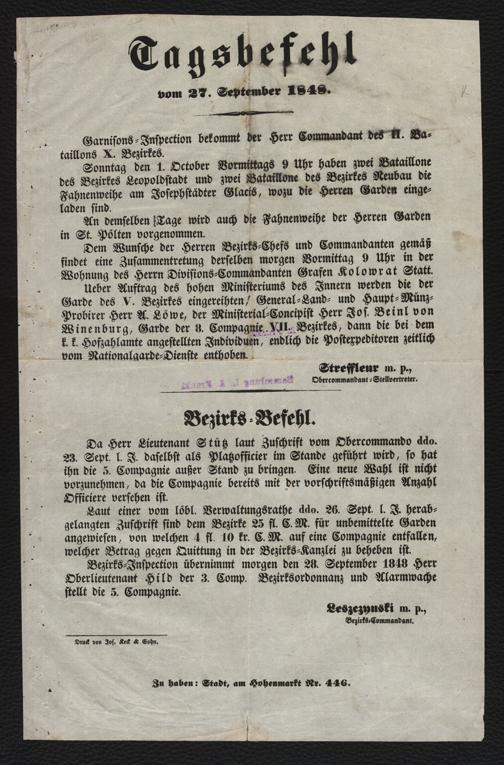 Tagsbefehl
vom 27. September 1848.
Garnisons-Inspection bekommt der Herr Commandant des II. Ba-
taillons X. Bezirkes.
Sonntag den 1. October Vormittags 9 Uhr haben zwei Bataillone
des Bezirkes Leopoldstadt und zwei Bataillone des Bezirkes Neubau die
Fahnenweihe am Josephstädter Glacis, wozu die Herren Garden einge-
laden sind.
An demselben Tage wird auch die Fahnenweihe der Herren Garden
in St. Pölten vorgenommen.
Dem Wunsche der Herren Bezirks-Chefs und Commandanten gemäß
findet eine Zusammentretung derselben morgen Vormittag 9 Uhr in der
Wohnung des Herrn Divisions-Commandanten Grafen Kolowrat Statt.
Ueber Auftrag des hohen Ministeriums des Innern werden die der
Garde des V. Bezirkes eingereihten General-Land- und Haupt-Münz-
Probirer Herr A. Löwe, der Ministerial-Concipist Herr Jos. Beinl von
Winenburg, Garde der 8. Compagnie VII. Bezirkes, dann die bei dem
k. k. Hofzahlamte angestellten Individuen, endlich die Postexpeditoren zeitlich
vom Nationalgarde-Dienste enthoben.
Streffleur m. p.,
Obercommandant-Stellvertreter.
Bezirks-Befehl.
Da Herr Lieutenant Stütz laut Zuschrift vom Obercommando ddo.
23. Sept. l. J. daselbst als Platzofficier im Stande geführt wird, so hat
ihn die 5. Compagnie außer Stand zu bringen. Eine neue Wahl ist nicht
vorzunehmen, da die Compagnie bereits mit der vorschriftsmäßigen Anzahl
Officiere versehen ist.
Laut einer vom löbl. Verwaltungsrathe ddo. 26. Sept. l. J. herab-
gelangten Zuschrift sind dem Bezirke 25 fl. C. M. für unbemittelte Garden
angewiesen, von welchen 4 fl. 10 kr. C. M. auf eine Compagnie entfallen,
welcher Betrag gegen Quittung in der Bezirks-Kanzlei zu beheben ist.
Bezirks-Inspection übernimmt morgen den 28. September 1848 Herr
Oberlieutenant Hild der 3. Comp. Bezirksordonnanz und Alarmwache
stellt die 5. Compagnie.
Leszczynski m. p.,
Bezirks-Commandant.
Druck von Jos. Keck & Sohn.
Zu haben: Stadt, am Hohenmarkt Nr. 446.